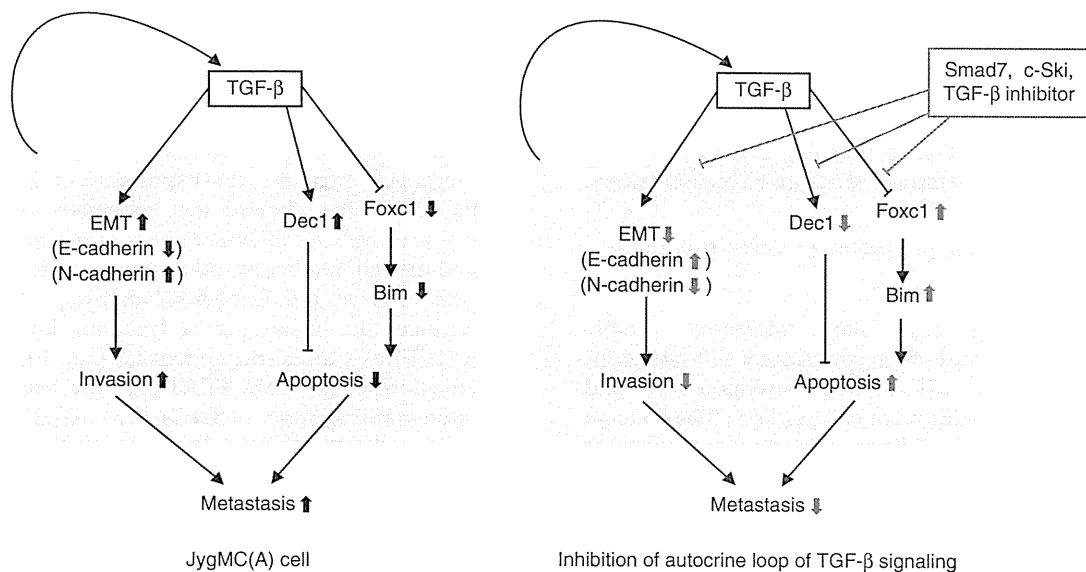 TGF-β
EMT⬆
(E-cadherin ⬇)
(N-cadherin ⬆)
Dec1⬆
Foxc1 ⬇
Bim ⬇
Invasion⬆
Apoptosis ⬇
Metastasis ⬆
JygMC(A) cell
TGF-β
Smad7, c-Ski,
TGF-β inhibitor
EMT⬇
(E-cadherin ⬆)
(N-cadherin ⬇)
Dec1⬇
Foxc1 ⬆
Bim ⬆
Invasion ⬇
Apoptosis ⬆
Metastasis ⬇
Inhibition of autocrine loop of TGF-β signaling